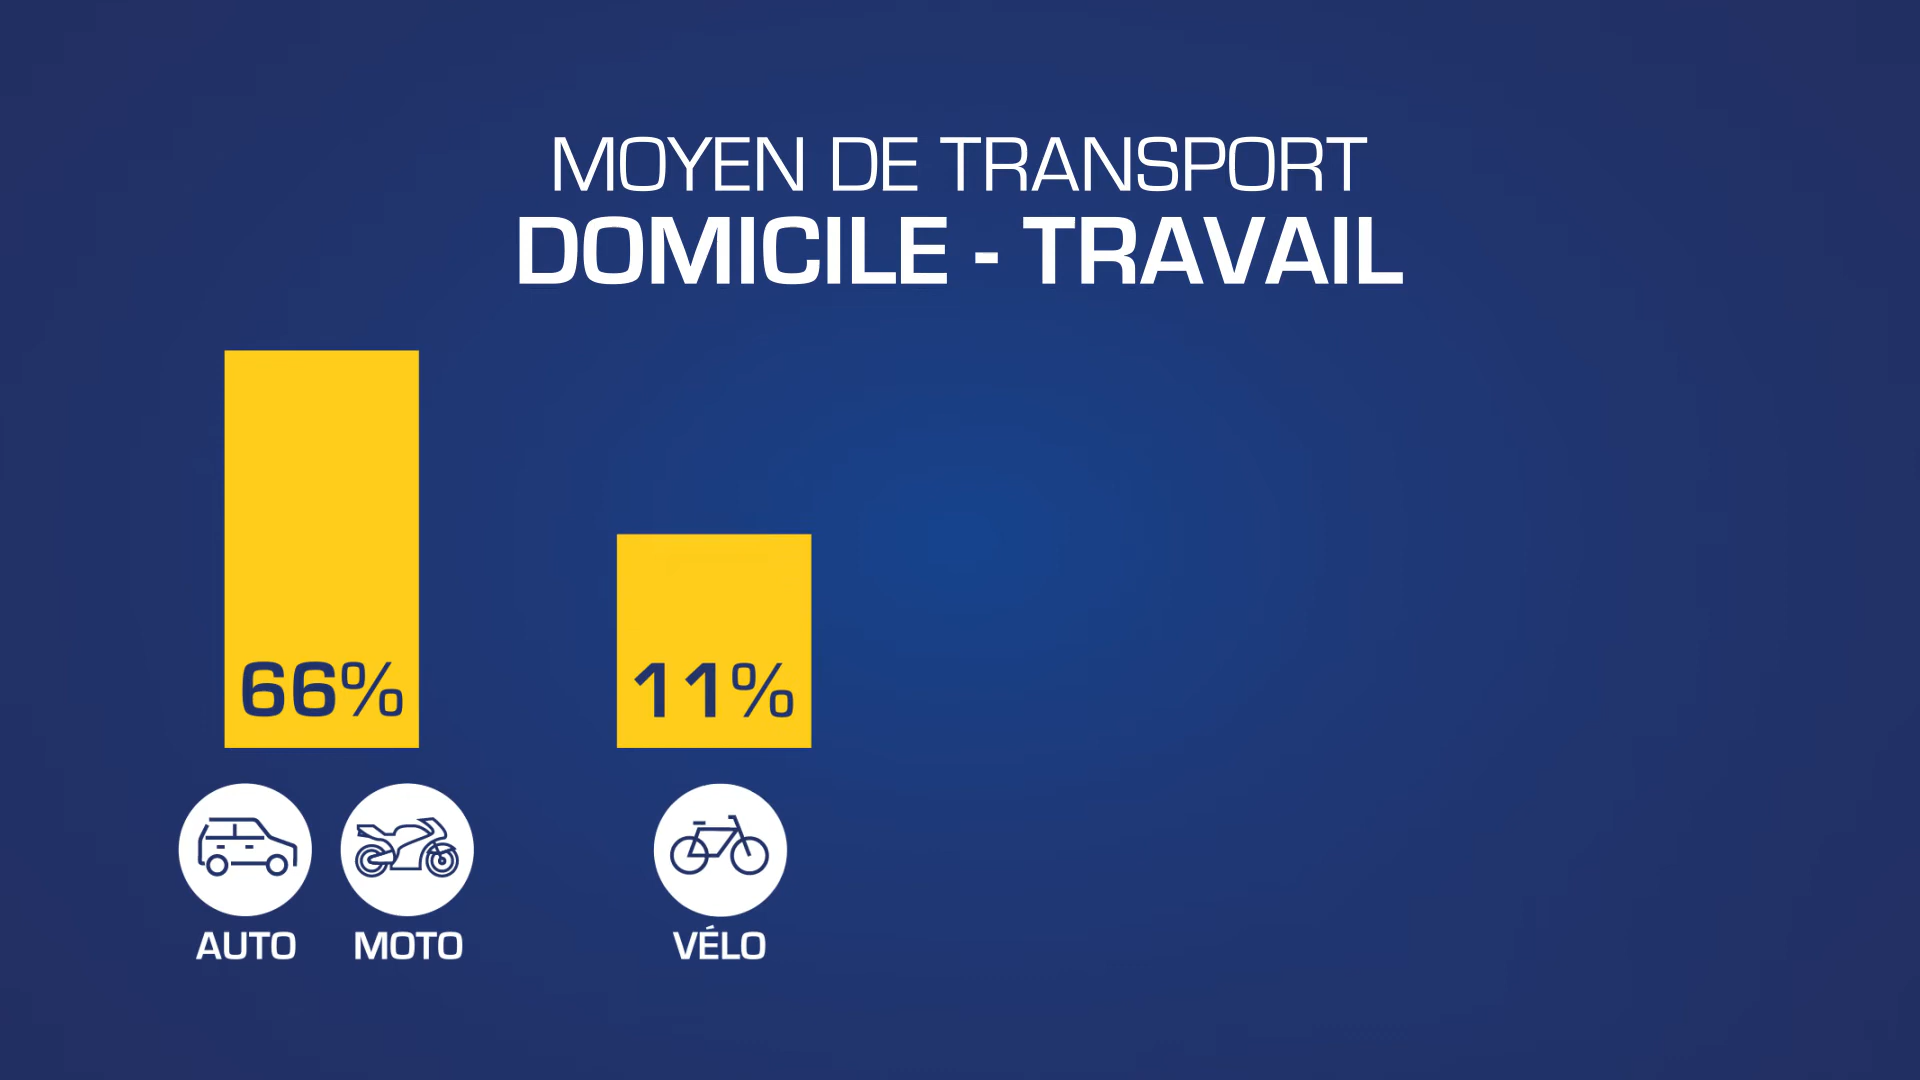 MOYEN DE TRANSPORT
DOMICILE - TRAVAIL
66% 11%
AUTO MOTO VÉLO